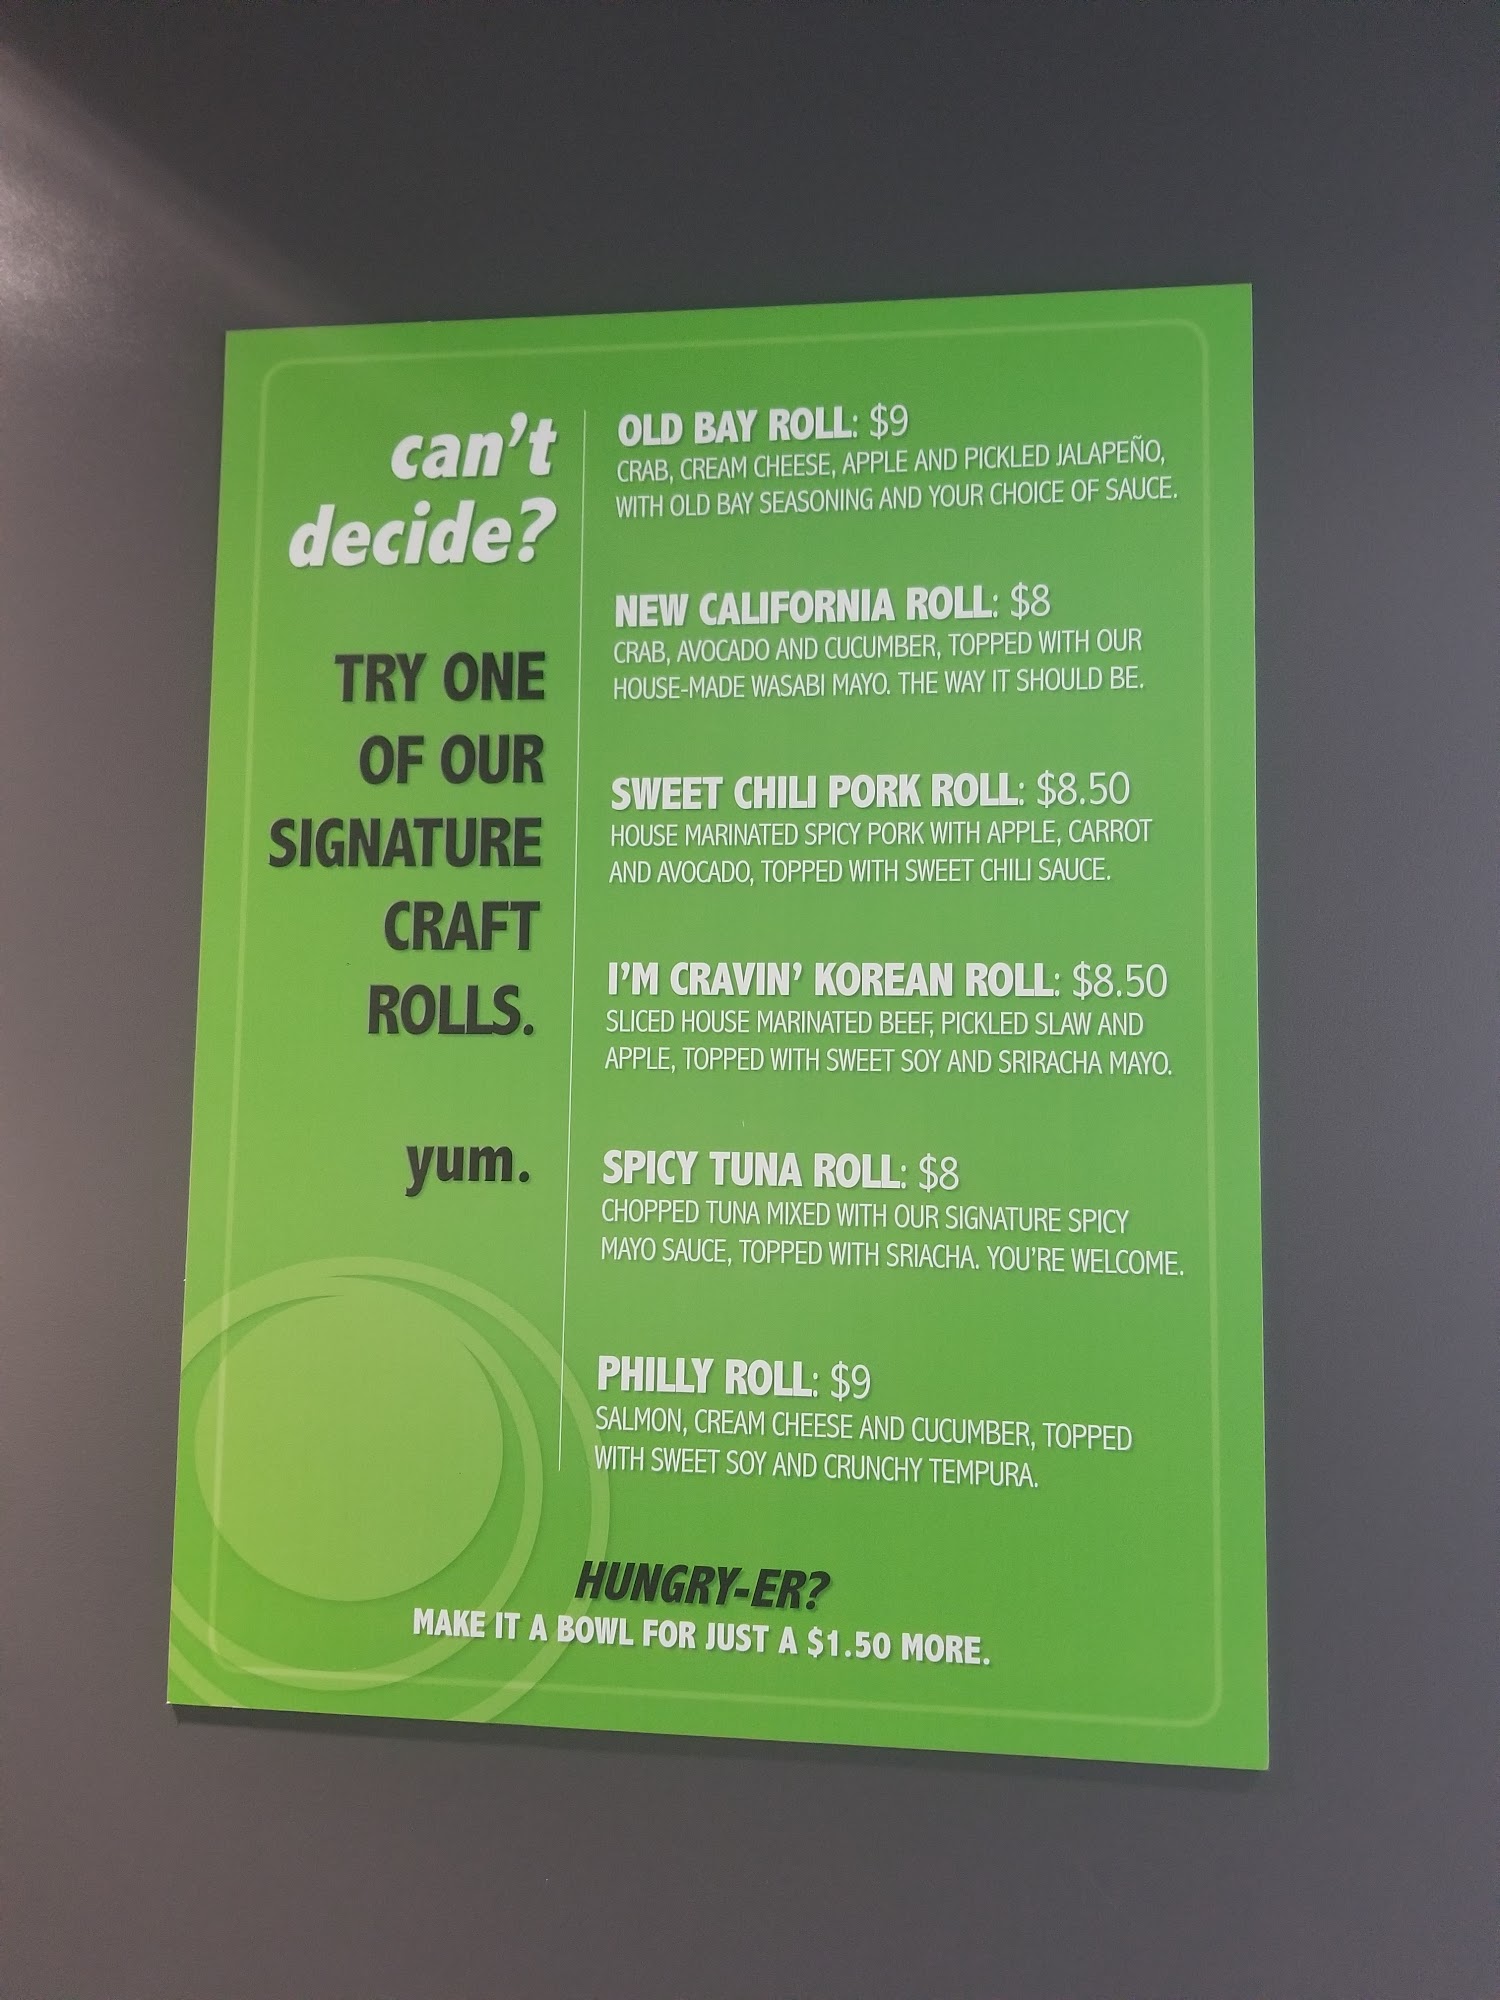 can't
decide?
TRY ONE
OF OUR
SIGNATURE
CRAFT
ROLLS.
yum.
OLD BAY ROLL: $9
CRAB, CREAM CHEESE, APPLE AND PICKLED JALAPEÑO,
WITH OLD BAY SEASONING AND YOUR CHOICE OF SAUCE.
NEW CALIFORNIA ROLL: $8
CRAB, AVOCADO AND CUCUMBER, TOPPED WITH OUR
HOUSE-MADE WASABI MAYO. THE WAY IT SHOULD BE.
SWEET CHILI PORK ROLL: $8.50
HOUSE MARINATED SPICY PORK WITH APPLE, CARROT
AND AVOCADO, TOPPED WITH SWEET CHILI SAUCE.
I'M CRAVIN' KOREAN ROLL: $8.50
SLICED HOUSE MARINATED BEEF, PICKLED SLAW AND
APPLE, TOPPED WITH SWEET SOY AND SRIRACHA MAYO.
SPICY TUNA ROLL: $8
CHOPPED TUNA MIXED WITH OUR SIGNATURE SPICY
MAYO SAUCE, TOPPED WITH SRIACHA. YOU'RE WELCOME.
PHILLY ROLL: $9
SALMON, CREAM CHEESE AND CUCUMBER, TOPPED
WITH SWEET SOY AND CRUNCHY TEMPURA.
HUNGRY-ER?
MAKE IT A BOWL FOR JUST A $1.50 MORE.